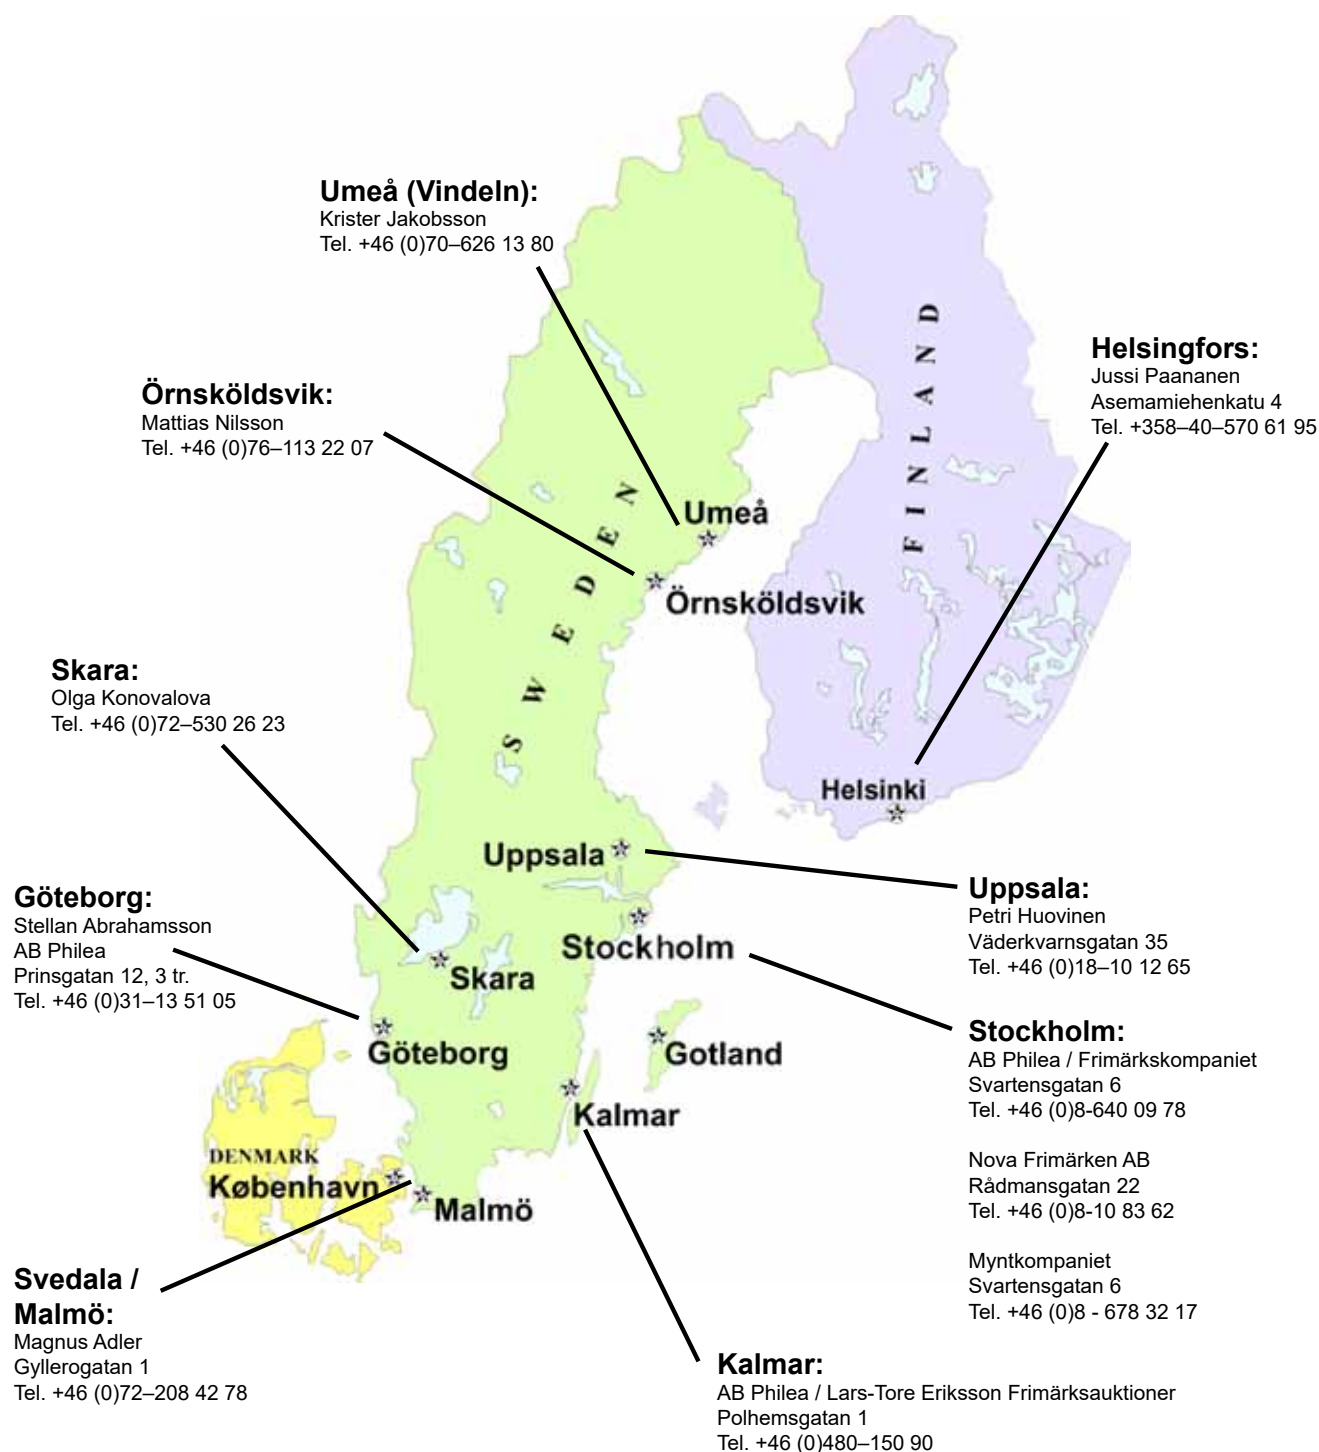 Umeå (Vindeln):
Krister Jakobsson
Tel. +46 (0)70–626 13 80
Örnsköldsvik:
Mattias Nilsson
Tel. +46 (0)76–113 22 07
Helsingfors:
Jussi Paananen
Asemamiehenkatu 4
Tel. +358–40–570 61 95
FINLAND
SWEDEN
Umeå
Örnsköldsvik
Skara:
Olga Konovalova
Tel. +46 (0)72–530 26 23
Helsinki
Uppsala
Göteborg:
Stellan Abrahamsson
AB Philea
Prinsgatan 12, 3 tr.
Tel. +46 (0)31–13 51 05
Uppsala:
Petri Huovinen
Väderkvarnsgatan 35
Tel. +46 (0)18–10 12 65
Stockholm
Skara
Göteborg
Gotland
Kalmar
Stockholm:
AB Philea / Frimärkskompaniet
Svartensgatan 6
Tel. +46 (0)8-640 09 78
Nova Frimärken AB
Rådmansgatan 22
Tel. +46 (0)8-10 83 62
Myntkompaniet
Svartensgatan 6
Tel. +46 (0)8 - 678 32 17
DENMARK
København
Malmö
Svedala /
Malmö:
Magnus Adler
Gyllerogatan 1
Tel. +46 (0)72–208 42 78
Kalmar:
AB Philea / Lars-Tore Eriksson Frimärksauktioner
Polhemsgatan 1
Tel. +46 (0)480–150 90